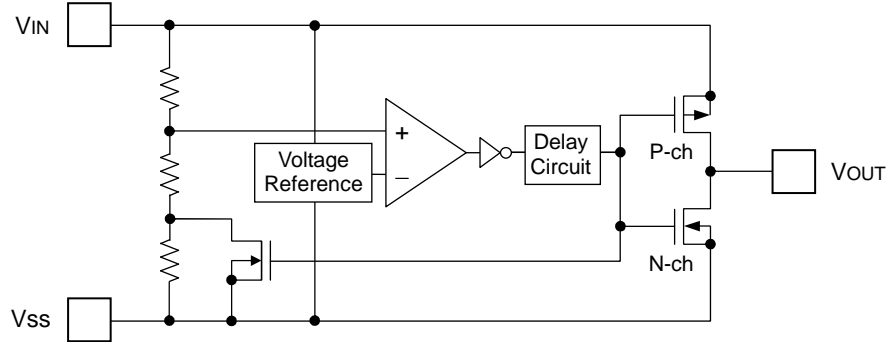 VIN
+
Voltage
Reference
−
Delay
Circuit
P-ch
VOUT
N-ch
VSS